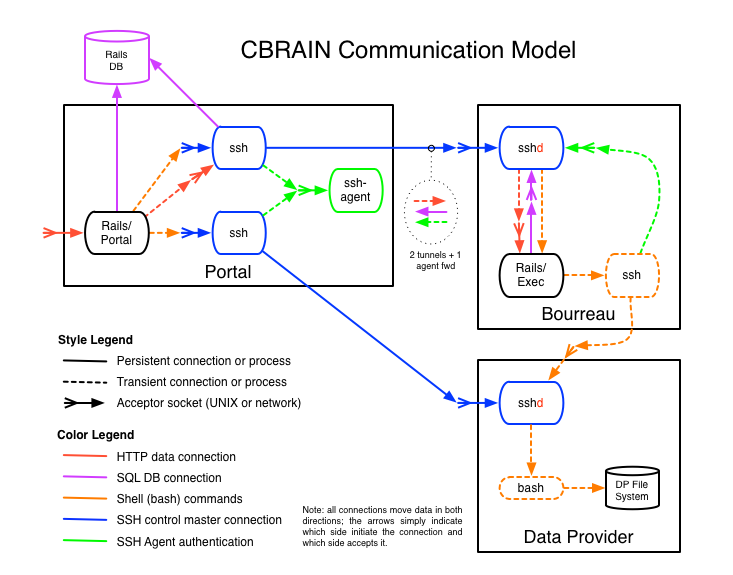 CBRAIN Communication Model
Rails
DB
ssh
sshd
ssh-
agent
Rails/
Portal
ssh
Portal
2 tunnels + 1
agent fwd
Rails/
Exec
ssh
Bourreau
Style Legend
Persistent connection or process
Transient connection or process
Acceptor socket (UNIX or network)
Color Legend
HTTP data connection
SQL DB connection
Shell (bash) commands
SSH control master connection
SSH Agent authentication
Note: all connections move data in both
directions; the arrows simply indicate
which side initiate the connection and
which side accepts it.
sshd
bash
DP File
System
Data Provider